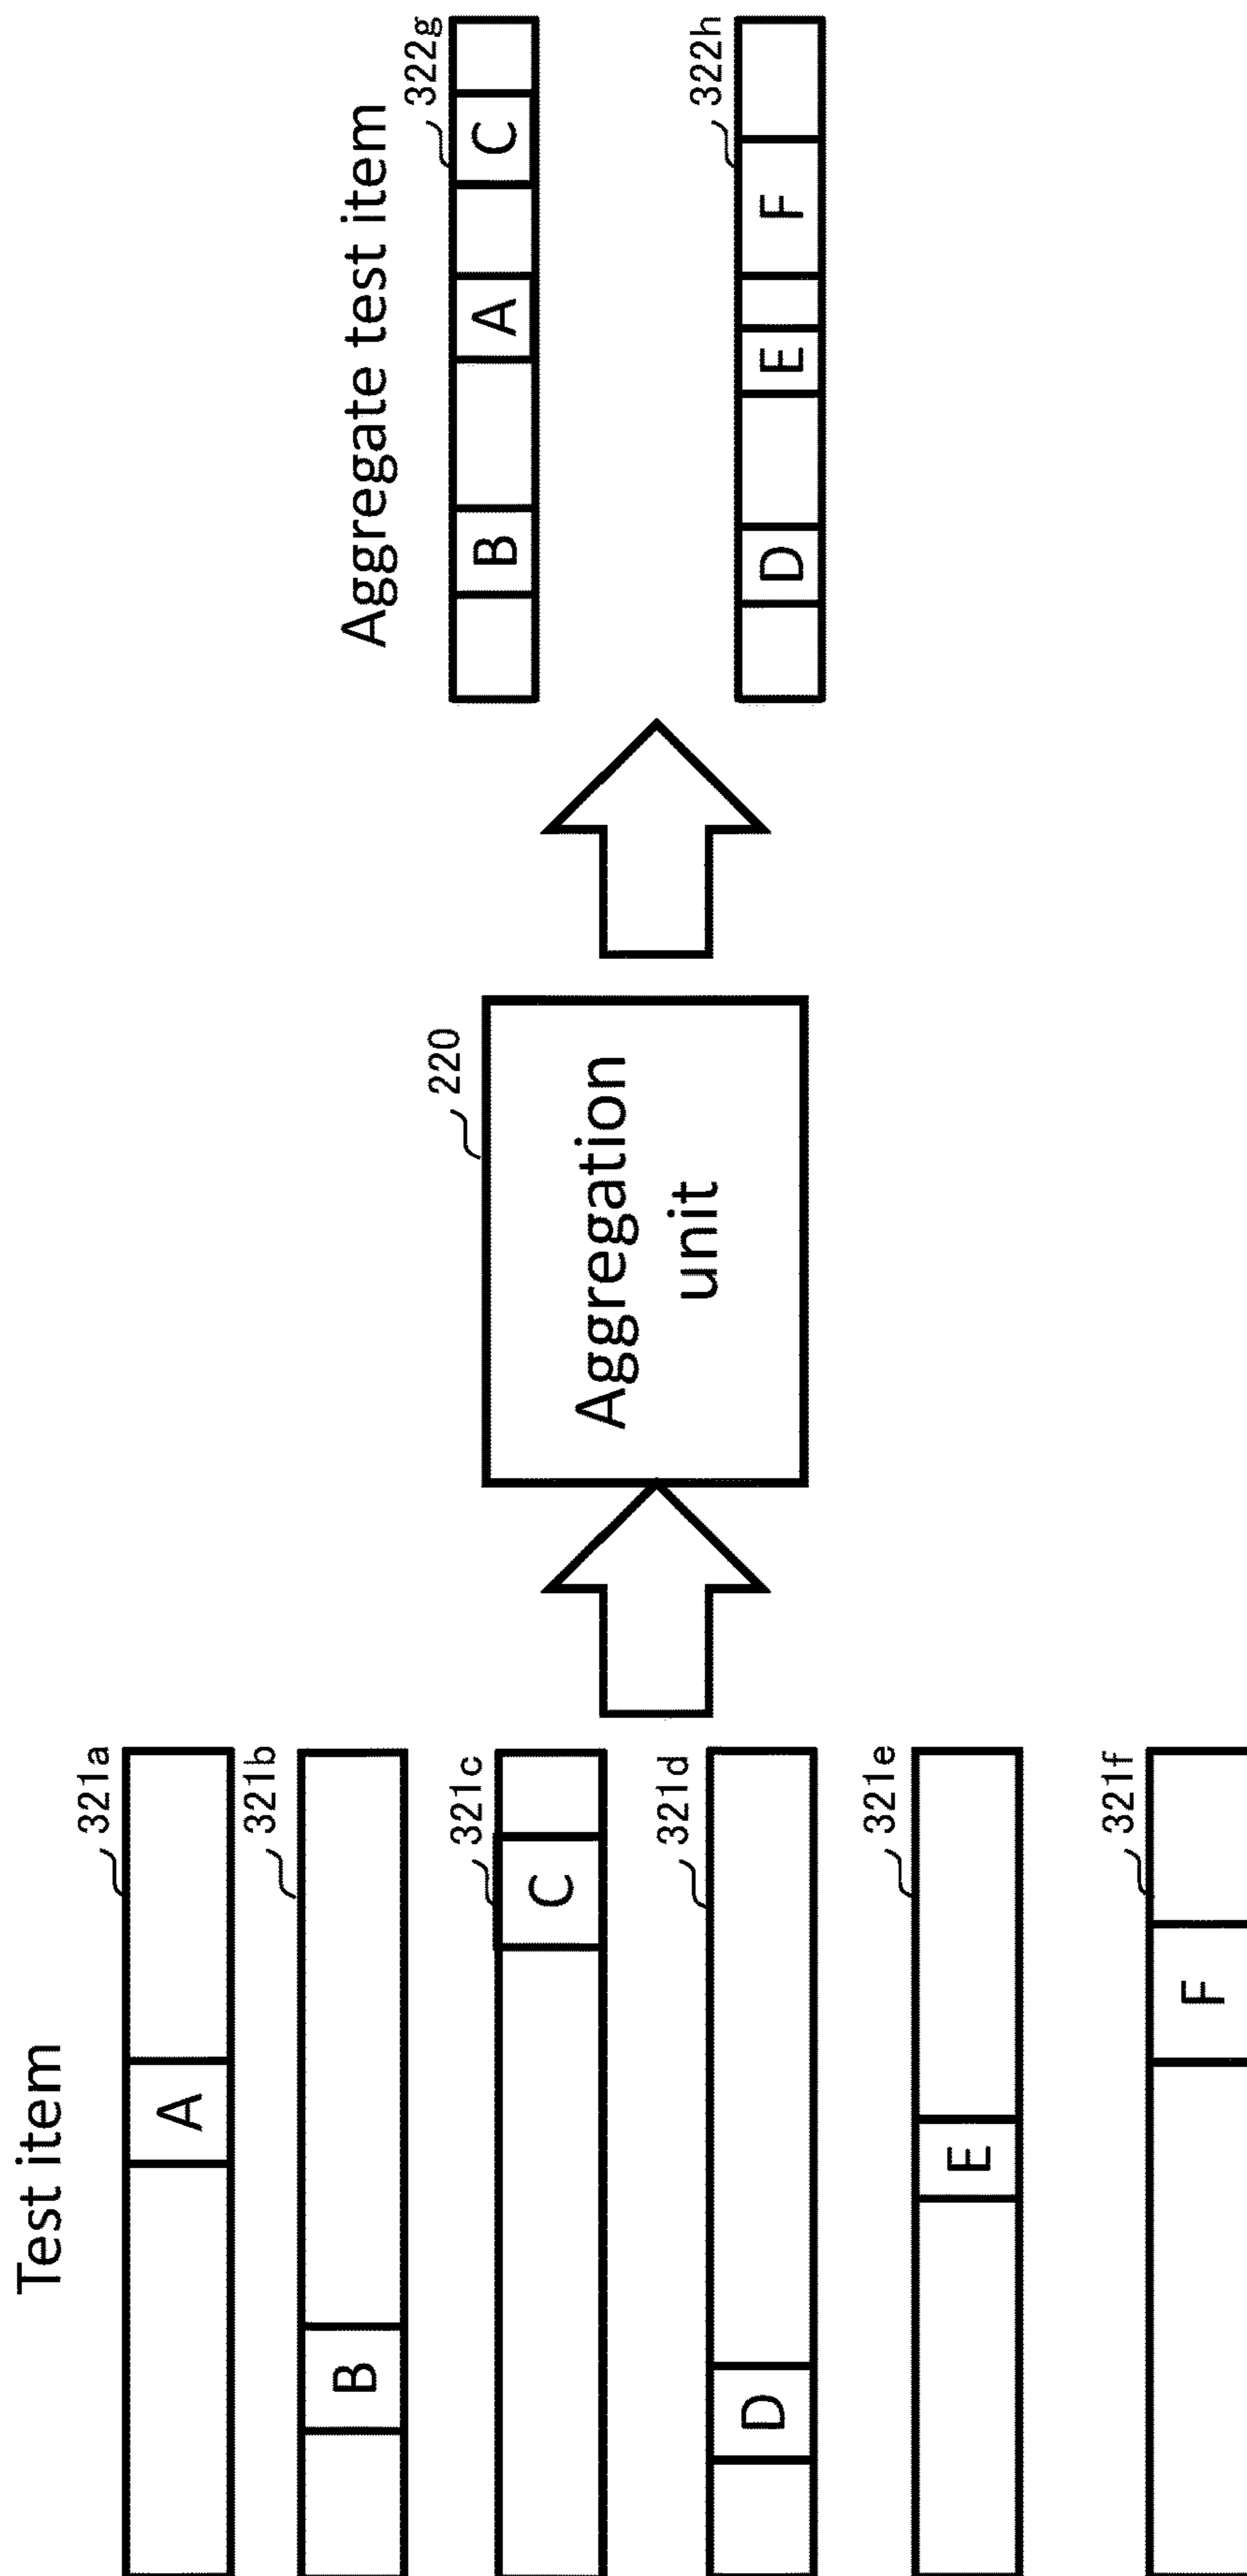 Test item
321a
A
321b
B
321c
C
321d
D
321e
E
321f
F
220
Aggregation
unit
Aggregate test item
322g
B A C
322h
D E F